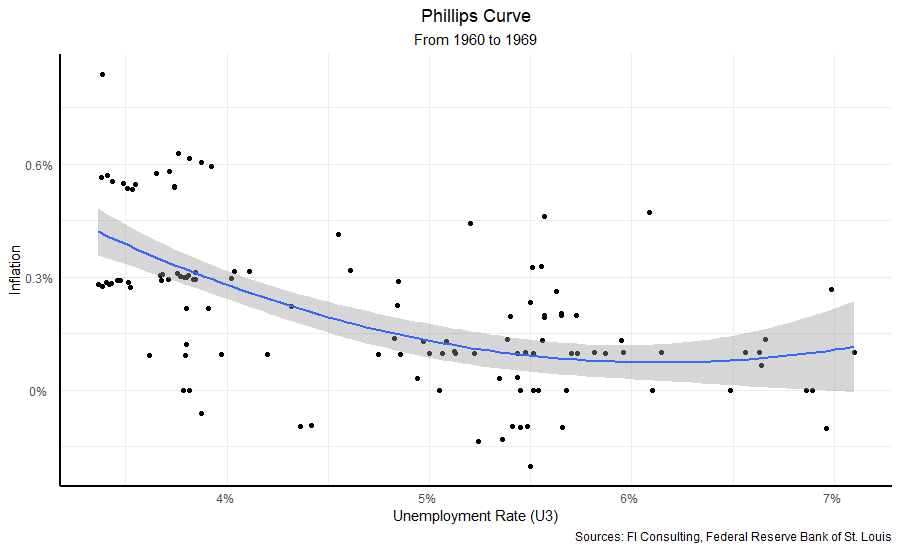 Phillips Curve
From 1960 to 1969
Inflation
0.6%
0.3%
0%
4%
5%
6%
7%
Unemployment Rate (U3)
Sources: FI Consulting, Federal Reserve Bank of St. Louis